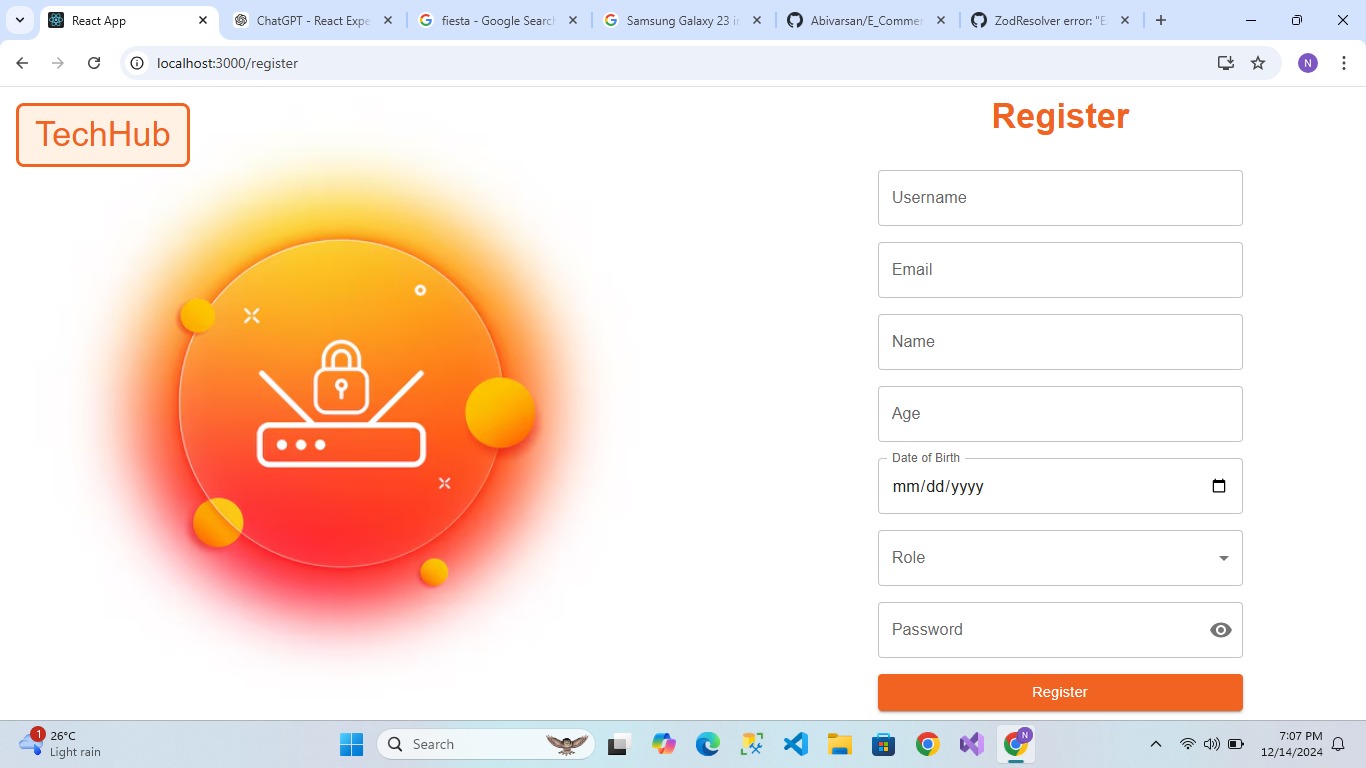 React App
ChatGPT - React Expe
fiesta - Google Search
Samsung Galaxy 23 in
Abivarsan/E_Commer
ZodResolver error: "E
localhost:3000/register
N
TechHub
Register
Username
Email
Name
Age
Date of Birth
mm/dd/yyyy
Role
Password
Register
1
26°C
Light rain
Search
N
7:07 PM
12/14/2024